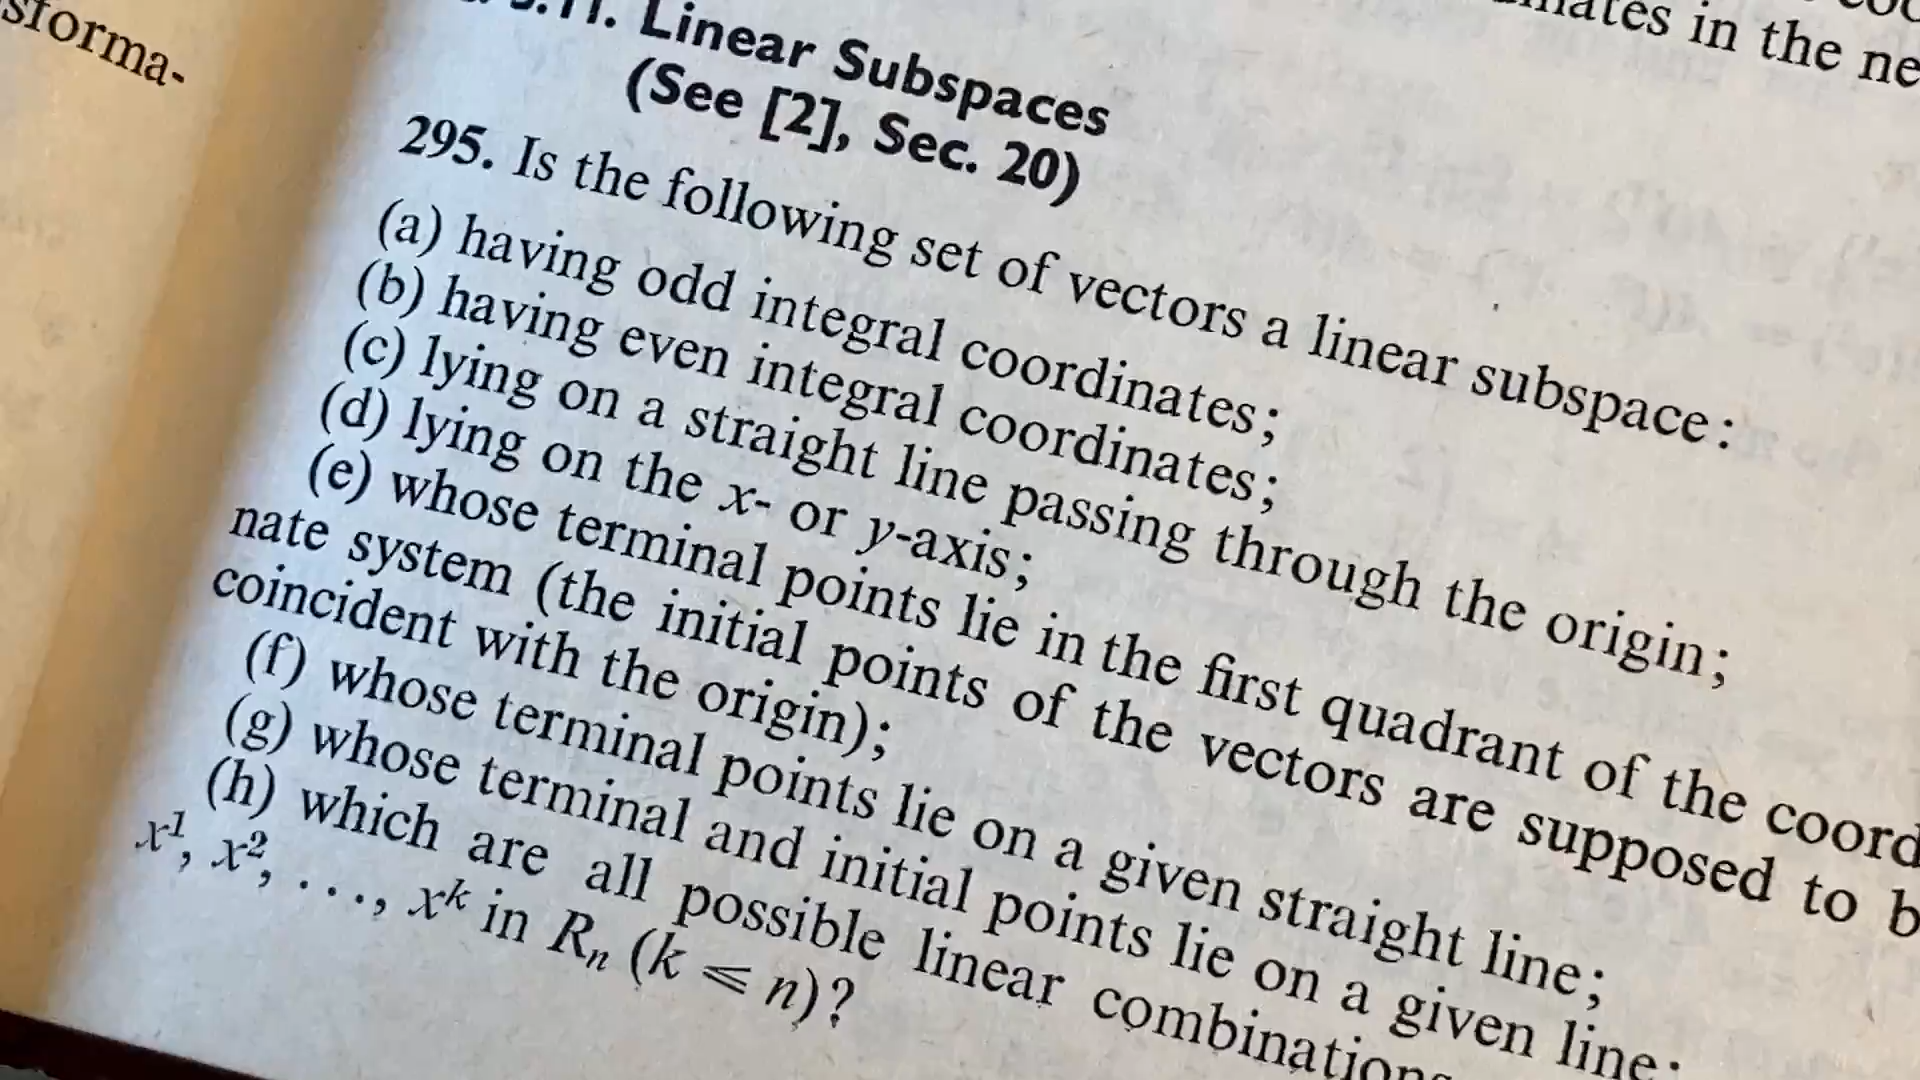 sforma-
ates in the ne
11. Linear Subspaces
(See [2], Sec. 20)
295. Is the following set of vectors a linear subspace:
(a) having odd integral coordinates;
(b) having even integral coordinates;
(c) lying on a straight line passing through the origin;
(d) lying on the x- or y-axis;
(e) whose terminal points lie in the first quadrant of the coord
nate system (the initial points of the vectors are supposed to b
coincident with the origin);
(f) whose terminal points lie on a given straight line;
(g) whose terminal and initial points lie on a given line;
(h) which are all possible linear combinations
x¹, x², . . ., xᵏ in Rₙ (k ⩽ n)?